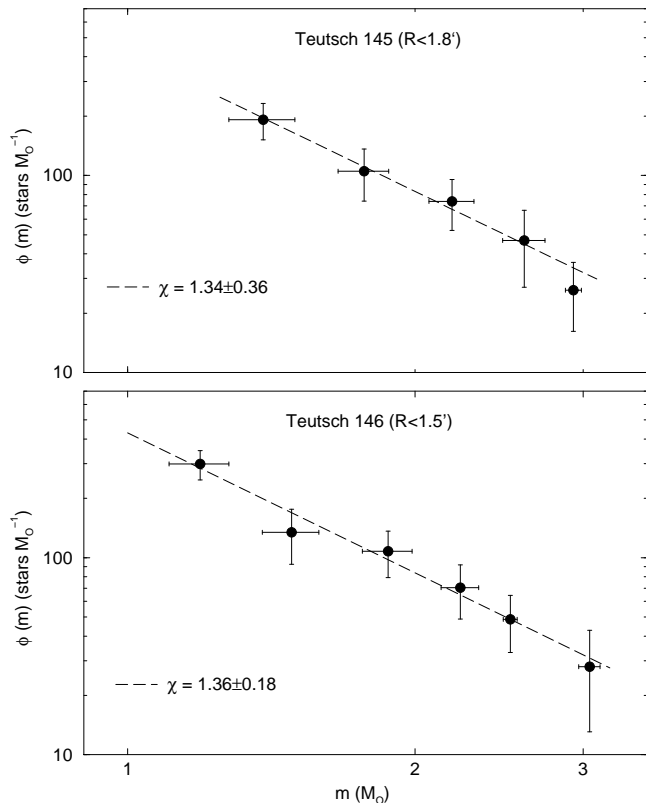 Teutsch 145 (R<1.8‘)
100
ϕ (m) (stars M⊙⁻¹)
χ = 1.34±0.36
10
Teutsch 146 (R<1.5’)
100
ϕ (m) (stars M⊙⁻¹)
χ = 1.36±0.18
10
1 2 3
m (M⊙)